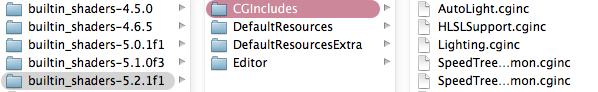 builtin_shaders-4.5.0
builtin_shaders-4.6.5
builtin_shaders-5.0.1f1
builtin_shaders-5.1.0f3
builtin_shaders-5.2.1f1
CGIncludes
DefaultResources
DefaultResourcesExtra
Editor
AutoLight.cginc
HLSLSupport.cginc
Lighting.cginc
SpeedTree...mon.cginc
SpeedTree...mon.cginc